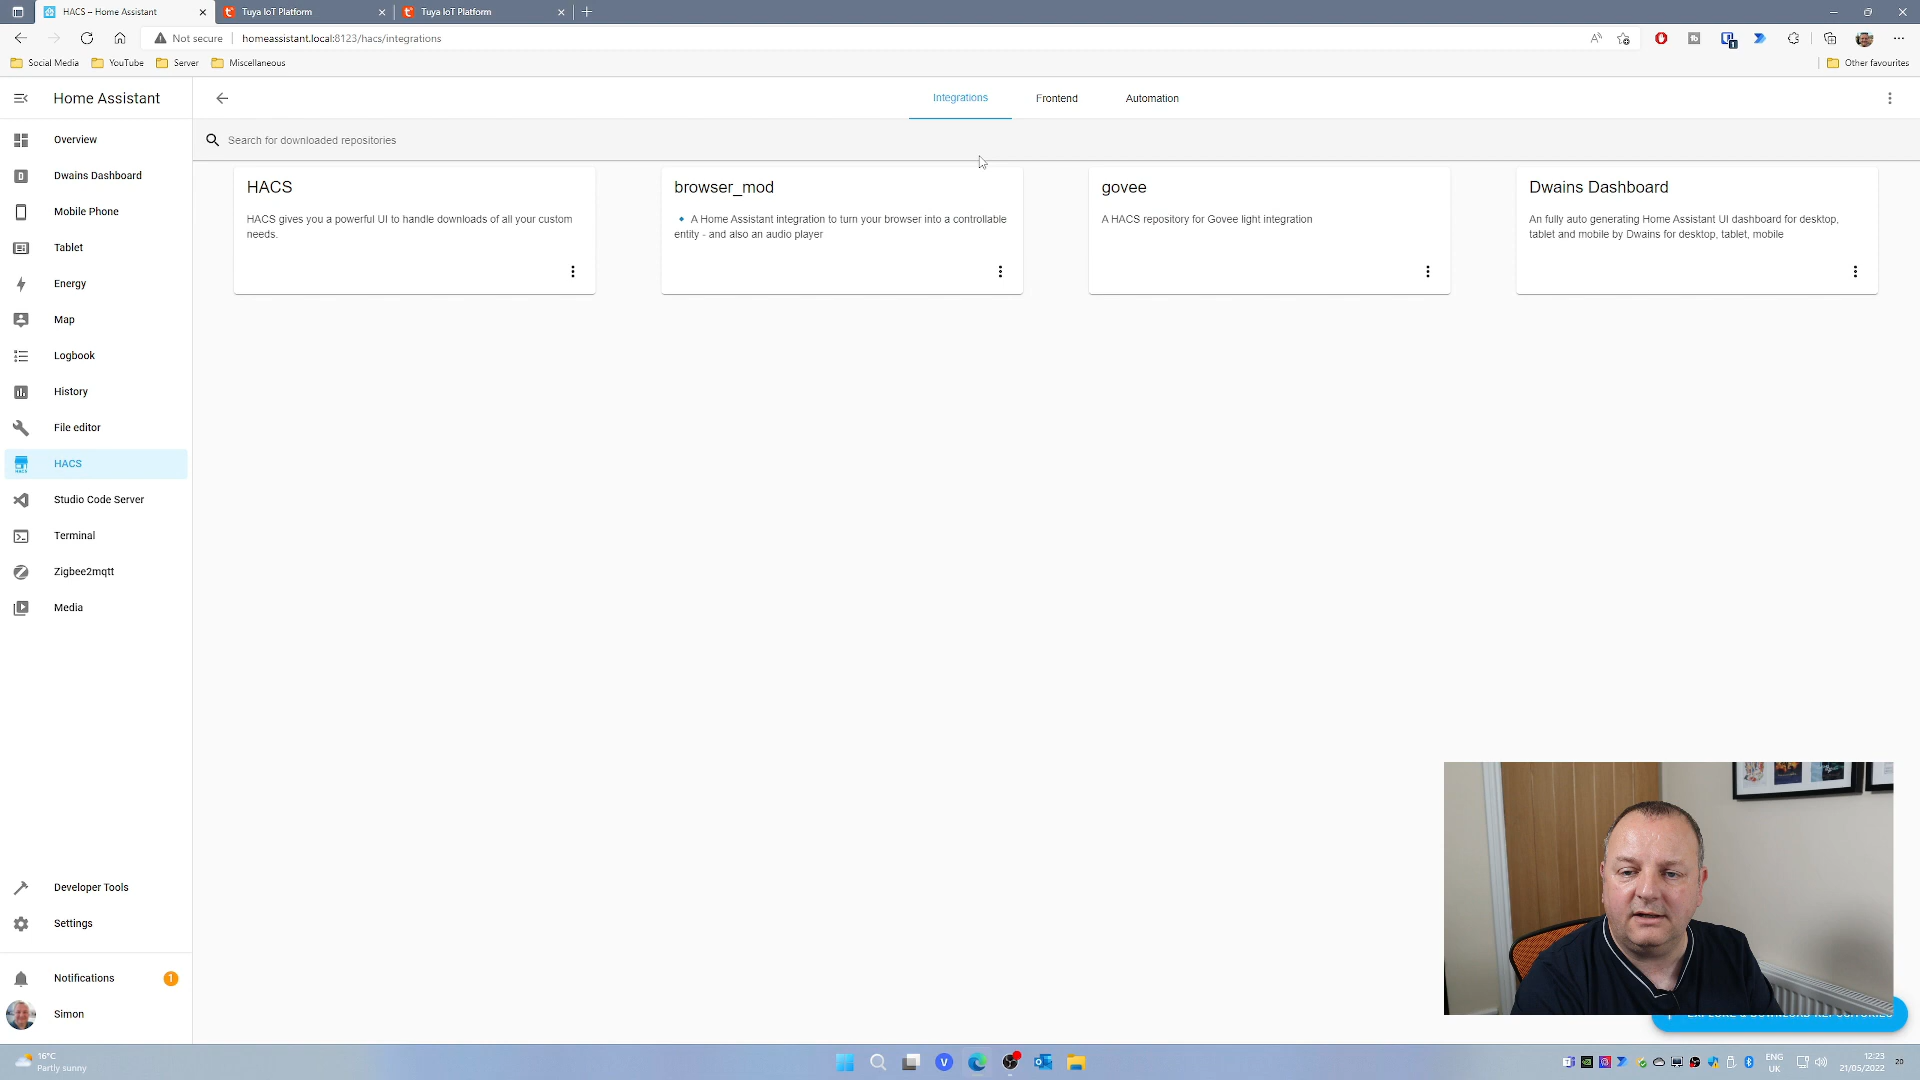 HACS – Home Assistant
Tuya IoT Platform
Tuya IoT Platform
Not secure
homeassistant.local:8123/hacs/integrations
Social Media
YouTube
Server
Miscellaneous
Other favourites
Home Assistant
Integrations
Frontend
Automation
Search for downloaded repositories
Overview
Dwains Dashboard
Mobile Phone
Tablet
Energy
Map
Logbook
History
File editor
HACS
Studio Code Server
Terminal
Zigbee2mqtt
Media
Developer Tools
Settings
Notifications
1
Simon
HACS
HACS gives you a powerful UI to handle downloads of all your custom
needs.
browser_mod
🔹 A Home Assistant integration to turn your browser into a controllable
entity - and also an audio player
govee
A HACS repository for Govee light integration
Dwains Dashboard
An fully auto generating Home Assistant UI dashboard for desktop,
tablet and mobile by Dwains for desktop, tablet, mobile
EXPLORE & DOWNLOAD REPOSITORIES
16°C
Partly sunny
ENG
UK
12:23
21/05/2022
20